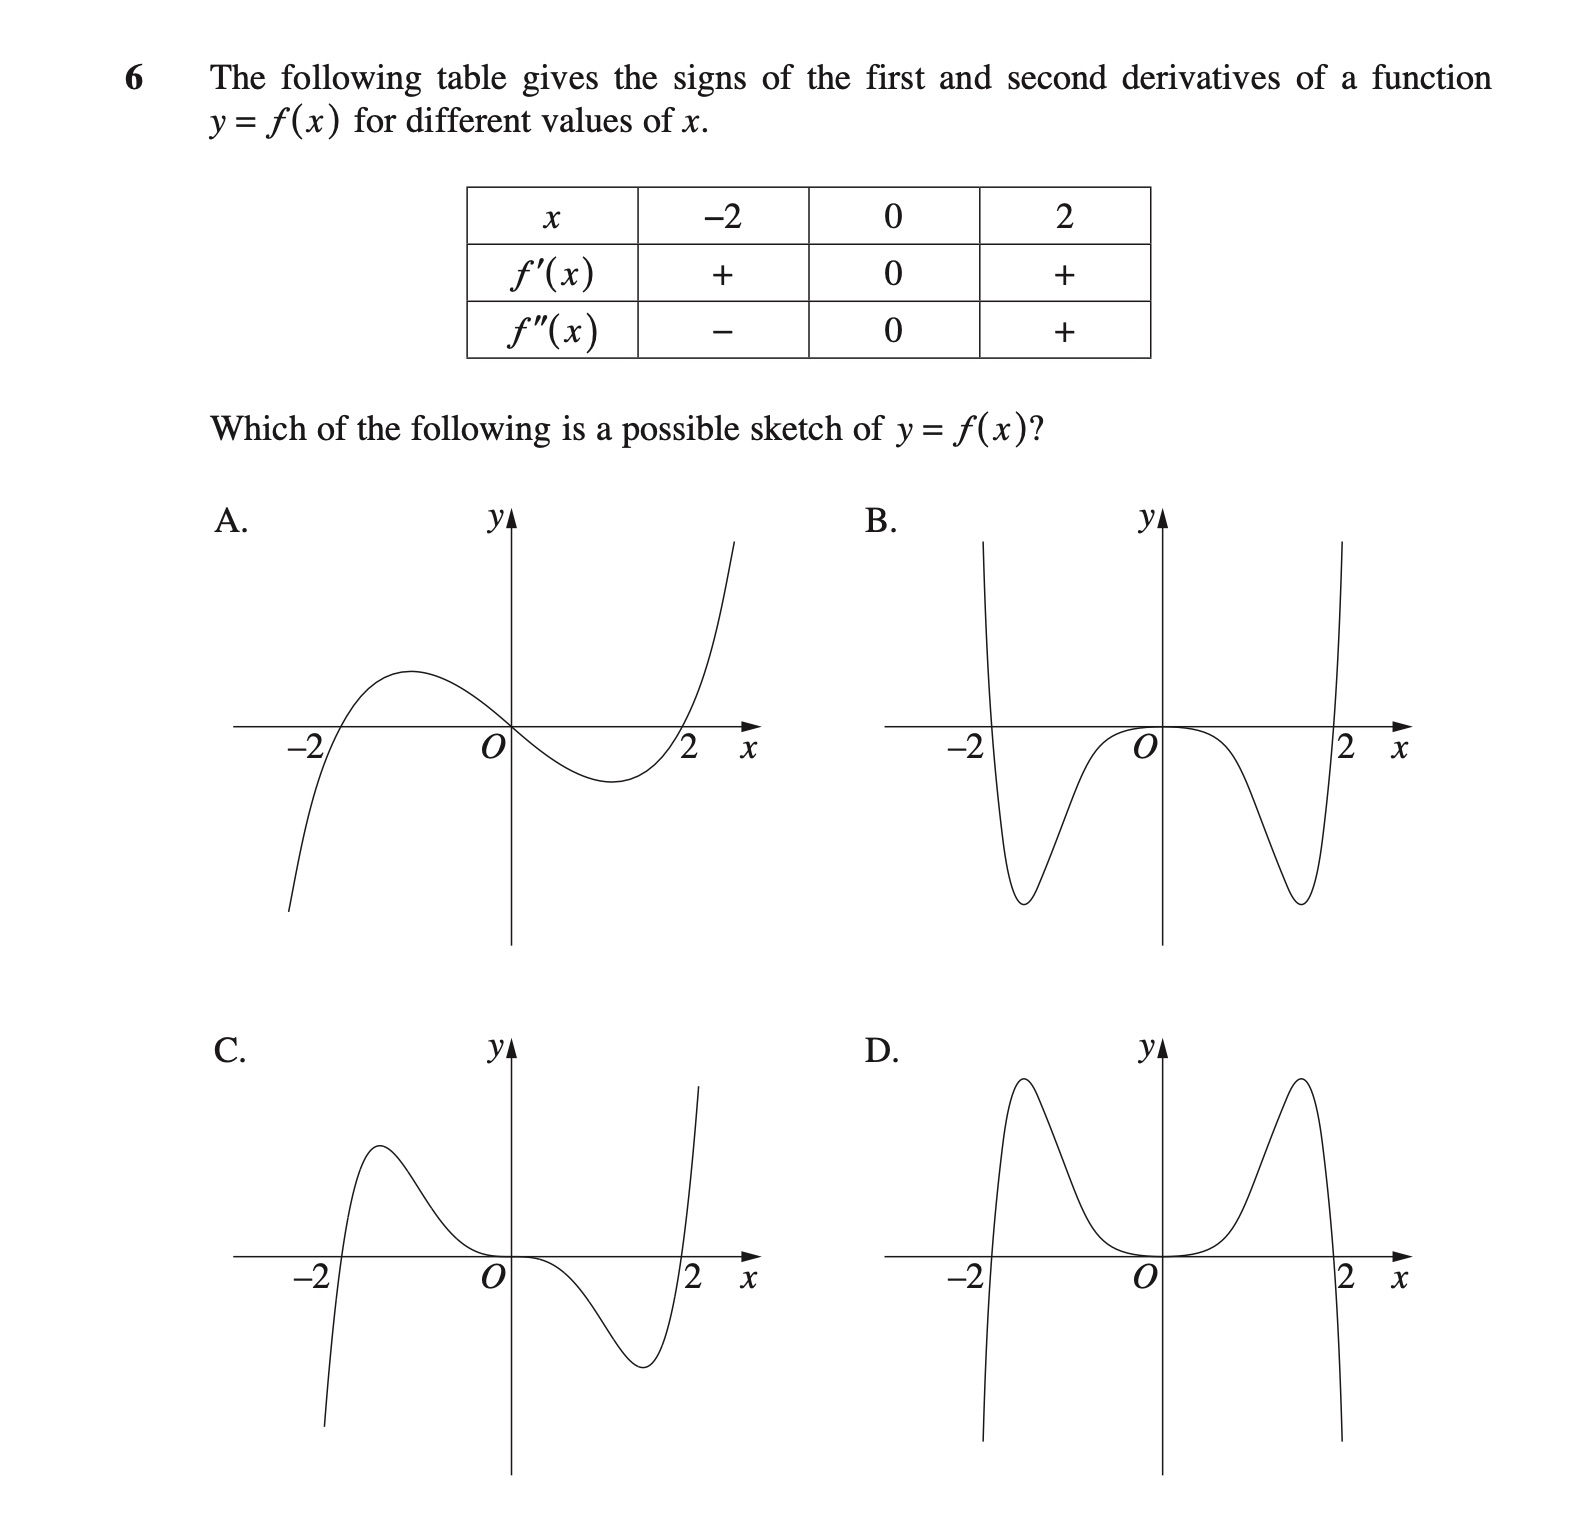 6 The following table gives the signs of the first and second derivatives of a function
y = f(x) for different values of x.
x −2 0 2
f′(x) + 0 +
f″(x) − 0 +
Which of the following is a possible sketch of y = f(x)?
A. y
−2 O 2 x
B. y
−2 O 2 x
C. y
−2 O 2 x
D. y
−2 O 2 x